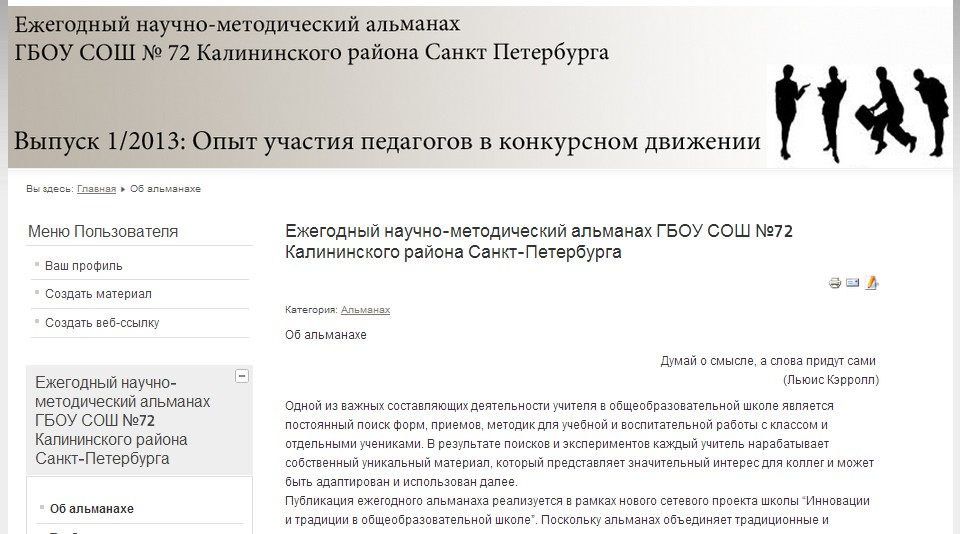 Ежегодный научно-методический альманах
ГБОУ СОШ № 72 Калининского района Санкт Петербурга
Выпуск 1/2013: Опыт участия педагогов в конкурсном движении
Вы здесь: Главная Об альманахе
Меню Пользователя
Ваш профиль
Создать материал
Создать веб-ссылку
Ежегодный научно-
методический альманах
ГБОУ СОШ №72
Калининского района
Санкт-Петербурга
Об альманахе
Ежегодный научно-методический альманах ГБОУ СОШ №72
Калининского района Санкт-Петербурга
Категория: Альманах
Об альманахе
Думай о смысле, а слова придут сами
(Льюис Кэрролл)
Одной из важных составляющих деятельности учителя в общеобразовательной школе является
постоянный поиск форм, приемов, методик для учебной и воспитательной работы с классом и
отдельными учениками. В результате поисков и экспериментов каждый учитель нарабатывает
собственный уникальный материал, который представляет значительный интерес для коллег и может
быть адаптирован и использован далее.
Публикация ежегодного альманаха реализуется в рамках нового сетевого проекта школы “Инновации
и традиции в общеобразовательной школе”. Поскольку альманах объединяет традиционные и